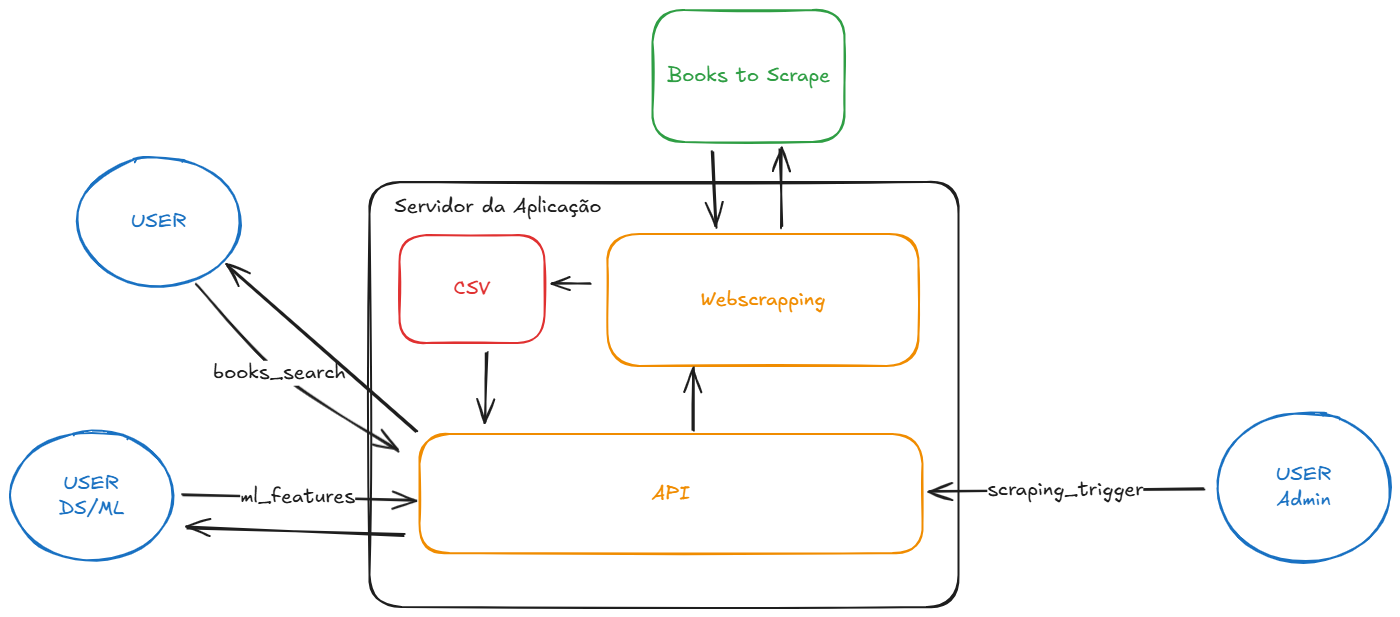 Books to Scrape
Servidor da Aplicação
USER
CSV
Webscrapping
books_search
USER
DS/ML
ml_features
API
scraping_trigger
USER
Admin